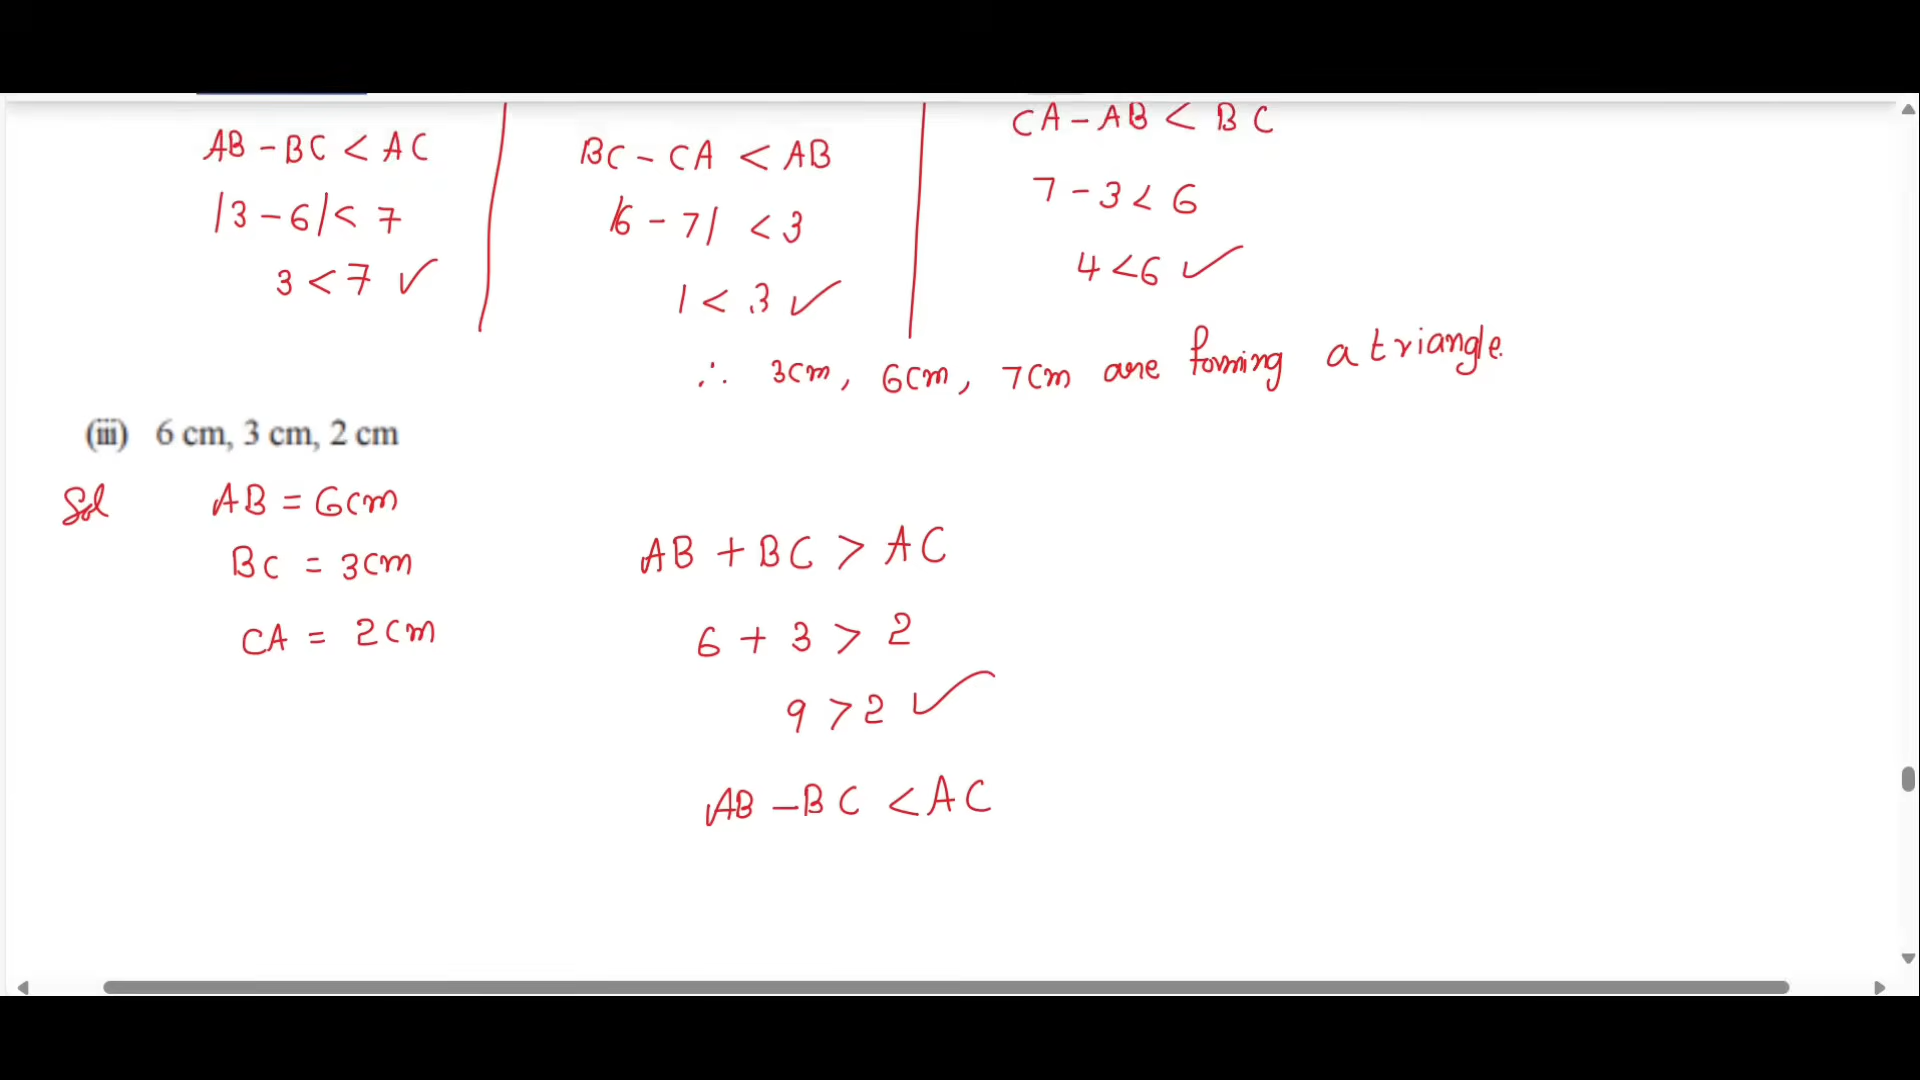 AB - BC < AC
|3 - 6| < 7
3 < 7 ✓
BC - CA < AB
|6 - 7| < 3
1 < 3 ✓
CA - AB < BC
7 - 3 < 6
4 < 6 ✓
∴ 3cm, 6cm, 7cm are forming a triangle.
(iii) 6 cm, 3 cm, 2 cm
Sol
AB = 6cm
BC = 3cm
CA = 2cm
AB + BC > AC
6 + 3 > 2
9 > 2 ✓
AB - BC < AC